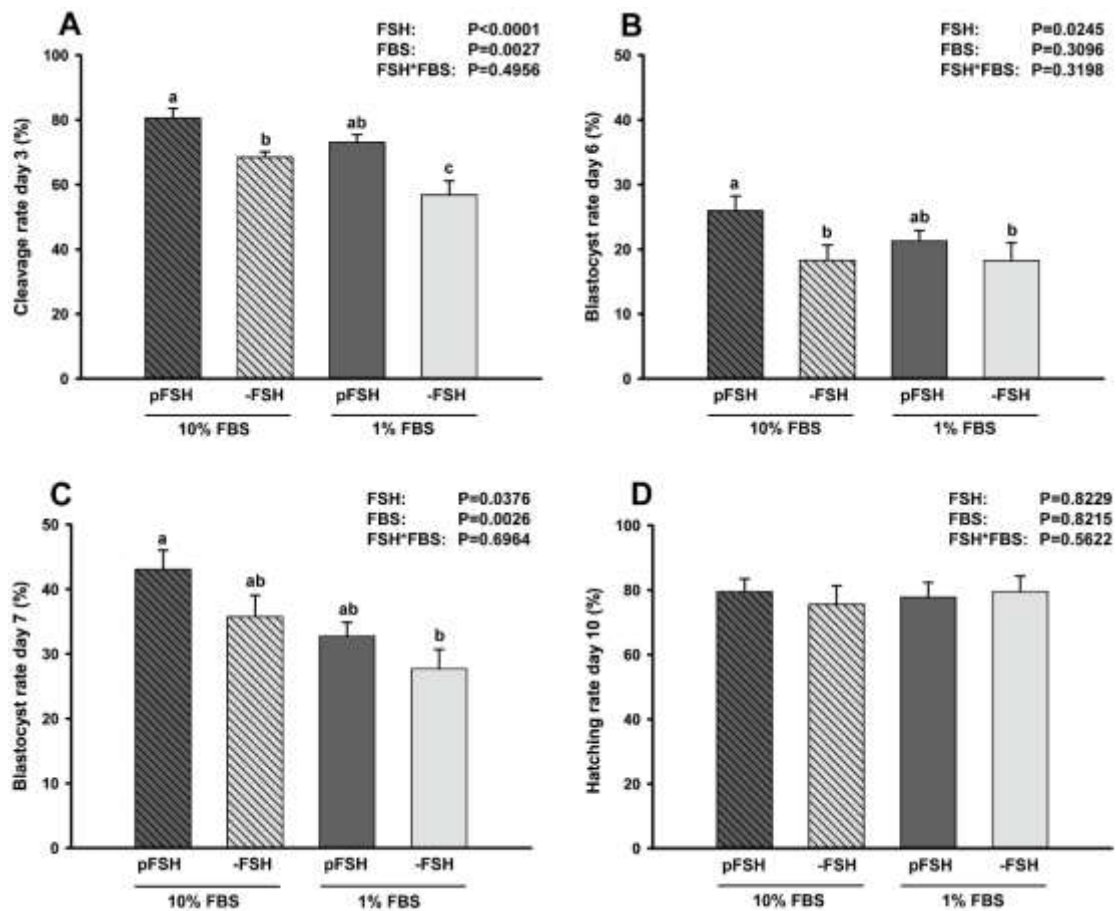 A
FSH: P<0.0001
FBS: P=0.0027
FSH*FBS: P=0.4956
Cleavage rate day 3 (%)
100
80
60
40
20
0
a
b
ab
c
pFSH -FSH pFSH -FSH
10% FBS 1% FBS
B
FSH: P=0.0245
FBS: P=0.3096
FSH*FBS: P=0.3198
Blastocyst rate day 6 (%)
50
40
30
20
10
0
a
b
ab
b
pFSH -FSH pFSH -FSH
10% FBS 1% FBS
C
FSH: P=0.0376
FBS: P=0.0026
FSH*FBS: P=0.6964
Blastocyst rate day 7 (%)
50
40
30
20
10
0
a
ab
ab
b
pFSH -FSH pFSH -FSH
10% FBS 1% FBS
D
FSH: P=0.8229
FBS: P=0.8215
FSH*FBS: P=0.5622
Hatching rate day 10 (%)
100
80
60
40
20
0
pFSH -FSH pFSH -FSH
10% FBS 1% FBS